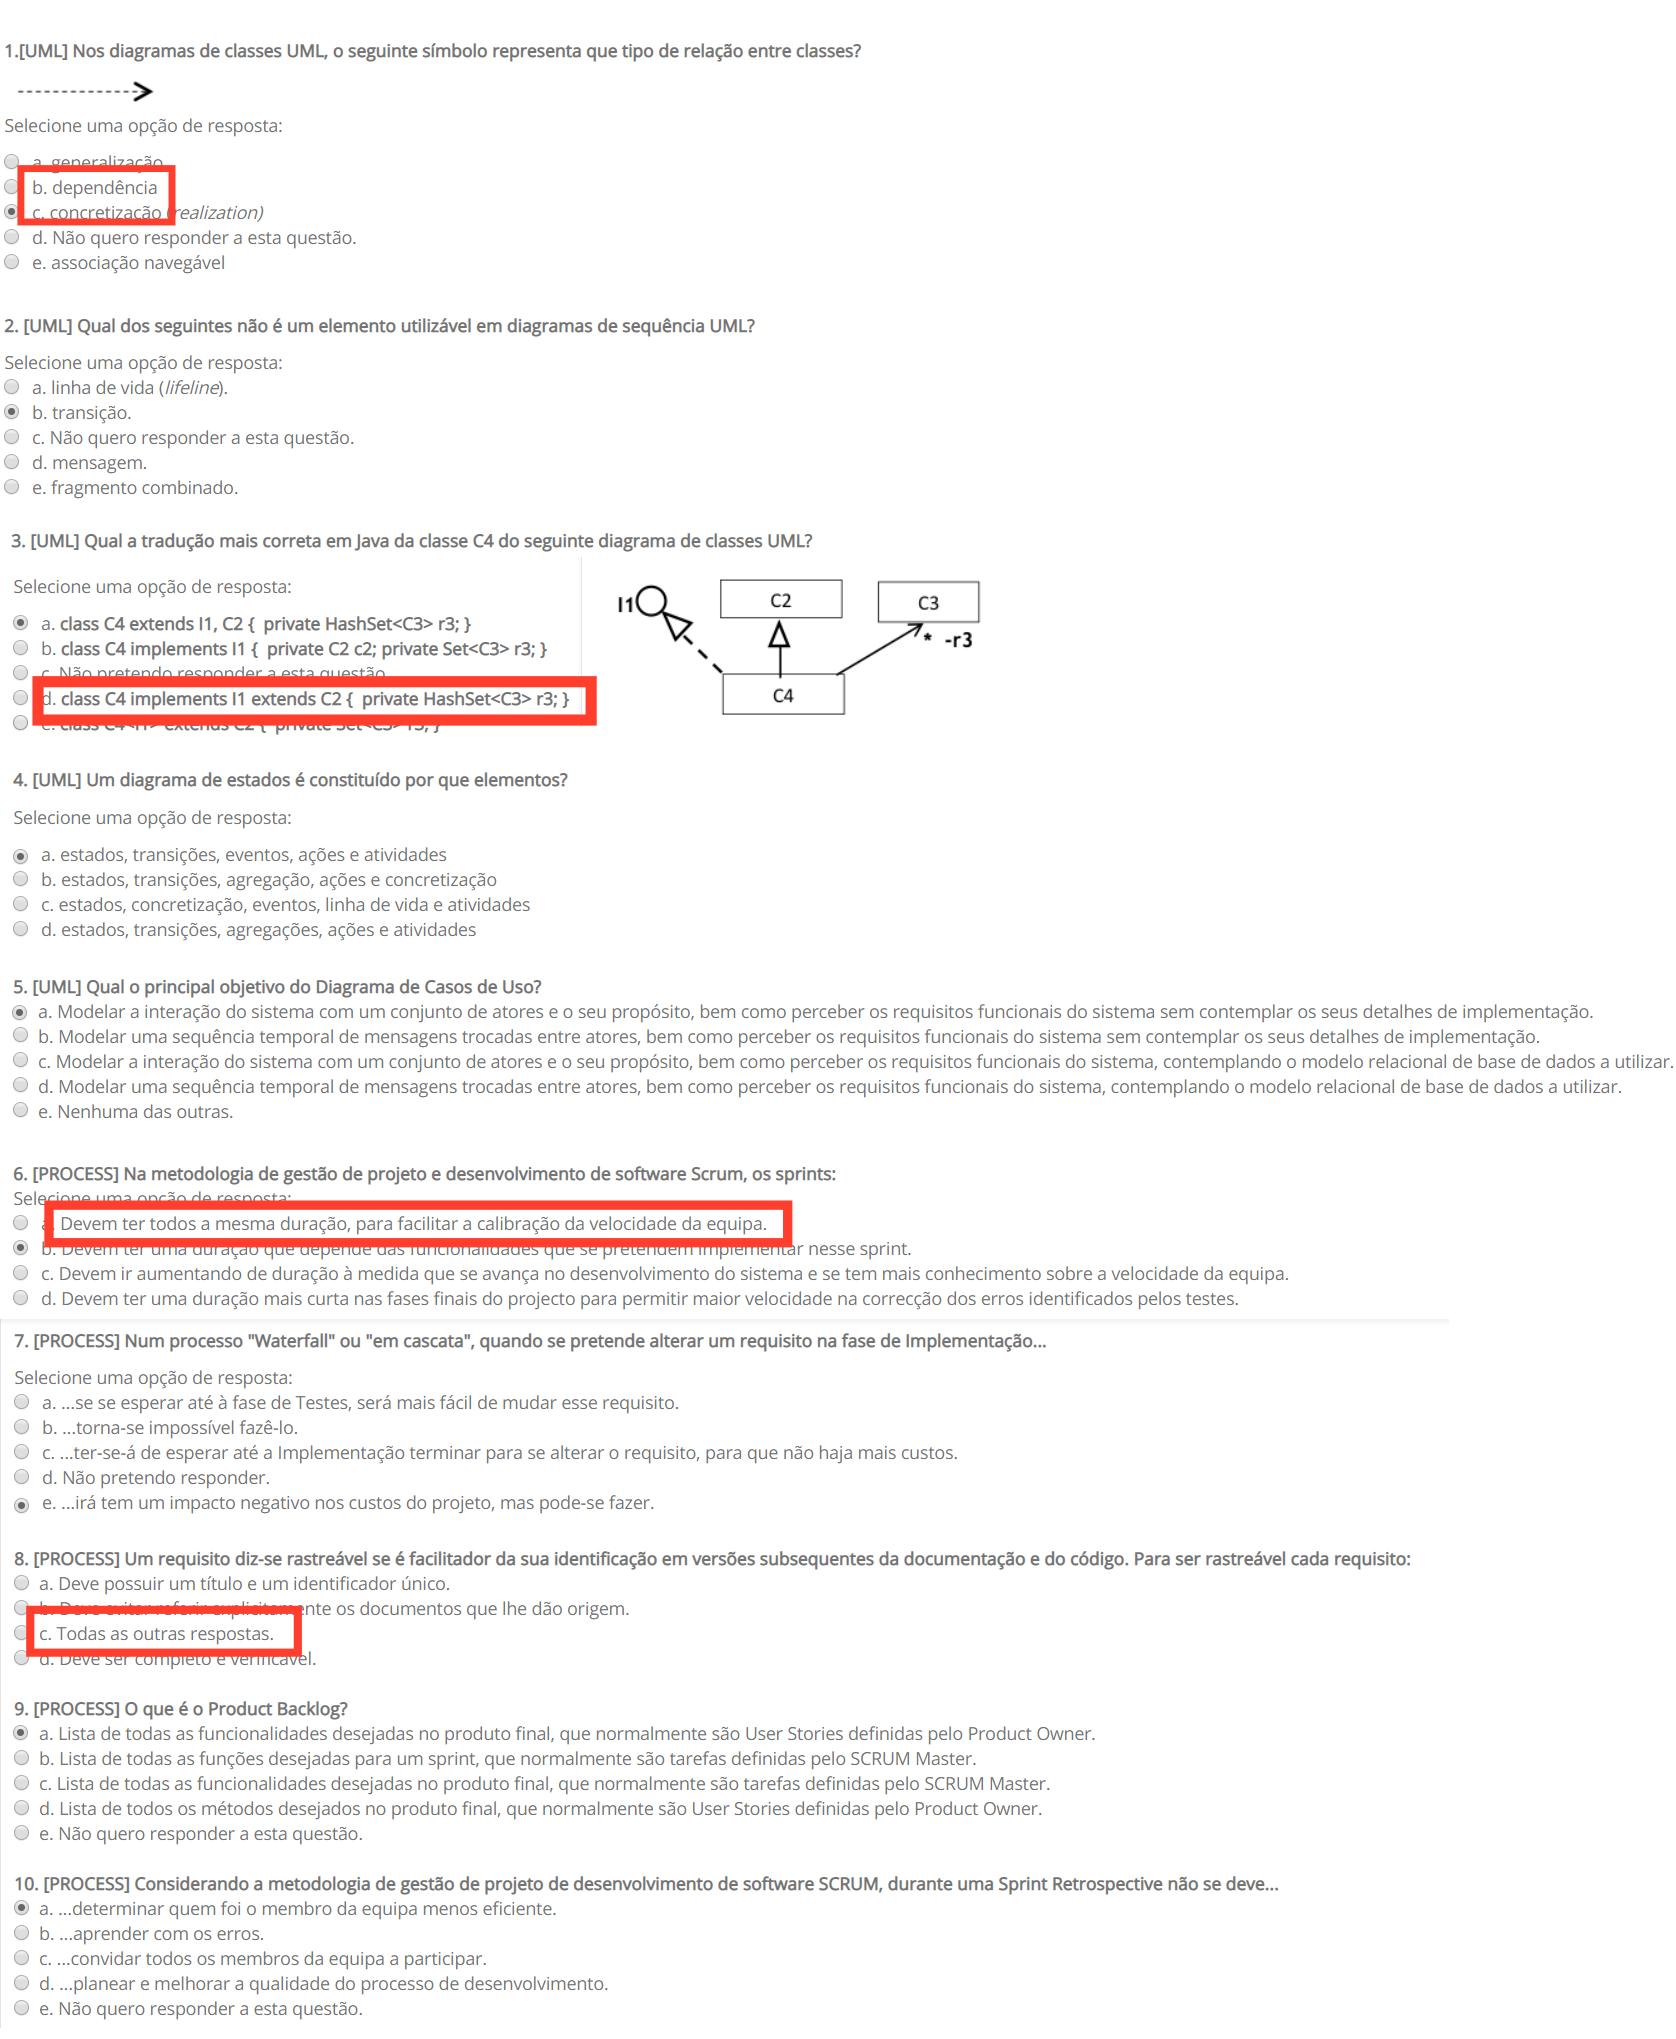 1.[UML] Nos diagramas de classes UML, o seguinte símbolo representa que tipo de relação entre classes?
Selecione uma opção de resposta:
a. generalização
b. dependência
c. concretização (realization)
d. Não quero responder a esta questão.
e. associação navegável
2. [UML] Qual dos seguintes não é um elemento utilizável em diagramas de sequência UML?
Selecione uma opção de resposta:
a. linha de vida (lifeline).
b. transição.
c. Não quero responder a esta questão.
d. mensagem.
e. fragmento combinado.
3. [UML] Qual a tradução mais correta em Java da classe C4 do seguinte diagrama de classes UML?
Selecione uma opção de resposta:
a. class C4 extends I1, C2 { private HashSet<C3> r3; }
b. class C4 implements I1 { private C2 c2; private Set<C3> r3; }
c. Não pretendo responder a esta questão
d. class C4 implements I1 extends C2 { private HashSet<C3> r3; }
e. class C4<I1> extends C2 { private Set<C3> r3; }
I1
C2
C3
* -r3
C4
4. [UML] Um diagrama de estados é constituído por que elementos?
Selecione uma opção de resposta:
a. estados, transições, eventos, ações e atividades
b. estados, transições, agregação, ações e concretização
c. estados, concretização, eventos, linha de vida e atividades
d. estados, transições, agregações, ações e atividades
5. [UML] Qual o principal objetivo do Diagrama de Casos de Uso?
a. Modelar a interação do sistema com um conjunto de atores e o seu propósito, bem como perceber os requisitos funcionais do sistema sem contemplar os seus detalhes de implementação.
b. Modelar uma sequência temporal de mensagens trocadas entre atores, bem como perceber os requisitos funcionais do sistema sem contemplar os seus detalhes de implementação.
c. Modelar a interação do sistema com um conjunto de atores e o seu propósito, bem como perceber os requisitos funcionais do sistema, contemplando o modelo relacional de base de dados a utilizar.
d. Modelar uma sequência temporal de mensagens trocadas entre atores, bem como perceber os requisitos funcionais do sistema, contemplando o modelo relacional de base de dados a utilizar.
e. Nenhuma das outras.
6. [PROCESS] Na metodologia de gestão de projeto e desenvolvimento de software Scrum, os sprints:
Selecione uma opção de resposta:
a. Devem ter todos a mesma duração, para facilitar a calibração da velocidade da equipa.
b. Devem ter uma duração que depende das funcionalidades que se pretendem implementar nesse sprint.
c. Devem ir aumentando de duração à medida que se avança no desenvolvimento do sistema e se tem mais conhecimento sobre a velocidade da equipa.
d. Devem ter uma duração mais curta nas fases finais do projecto para permitir maior velocidade na correcção dos erros identificados pelos testes.
7. [PROCESS] Num processo "Waterfall" ou "em cascata", quando se pretende alterar um requisito na fase de Implementação...
Selecione uma opção de resposta:
a. ...se se esperar até à fase de Testes, será mais fácil de mudar esse requisito.
b. ...torna-se impossível fazê-lo.
c. ...ter-se-á de esperar até a Implementação terminar para se alterar o requisito, para que não haja mais custos.
d. Não pretendo responder.
e. ...irá tem um impacto negativo nos custos do projeto, mas pode-se fazer.
8. [PROCESS] Um requisito diz-se rastreável se é facilitador da sua identificação em versões subsequentes da documentação e do código. Para ser rastreável cada requisito:
a. Deve possuir um título e um identificador único.
b. Deve evitar referir explicitamente os documentos que lhe dão origem.
c. Todas as outras respostas.
d. Deve ser completo e verificável.
9. [PROCESS] O que é o Product Backlog?
a. Lista de todas as funcionalidades desejadas no produto final, que normalmente são User Stories definidas pelo Product Owner.
b. Lista de todas as funções desejadas para um sprint, que normalmente são tarefas definidas pelo SCRUM Master.
c. Lista de todas as funcionalidades desejadas no produto final, que normalmente são tarefas definidas pelo SCRUM Master.
d. Lista de todos os métodos desejados no produto final, que normalmente são User Stories definidas pelo Product Owner.
e. Não quero responder a esta questão.
10. [PROCESS] Considerando a metodologia de gestão de projeto de desenvolvimento de software SCRUM, durante uma Sprint Retrospective não se deve...
a. ...determinar quem foi o membro da equipa menos eficiente.
b. ...aprender com os erros.
c. ...convidar todos os membros da equipa a participar.
d. ...planear e melhorar a qualidade do processo de desenvolvimento.
e. Não quero responder a esta questão.